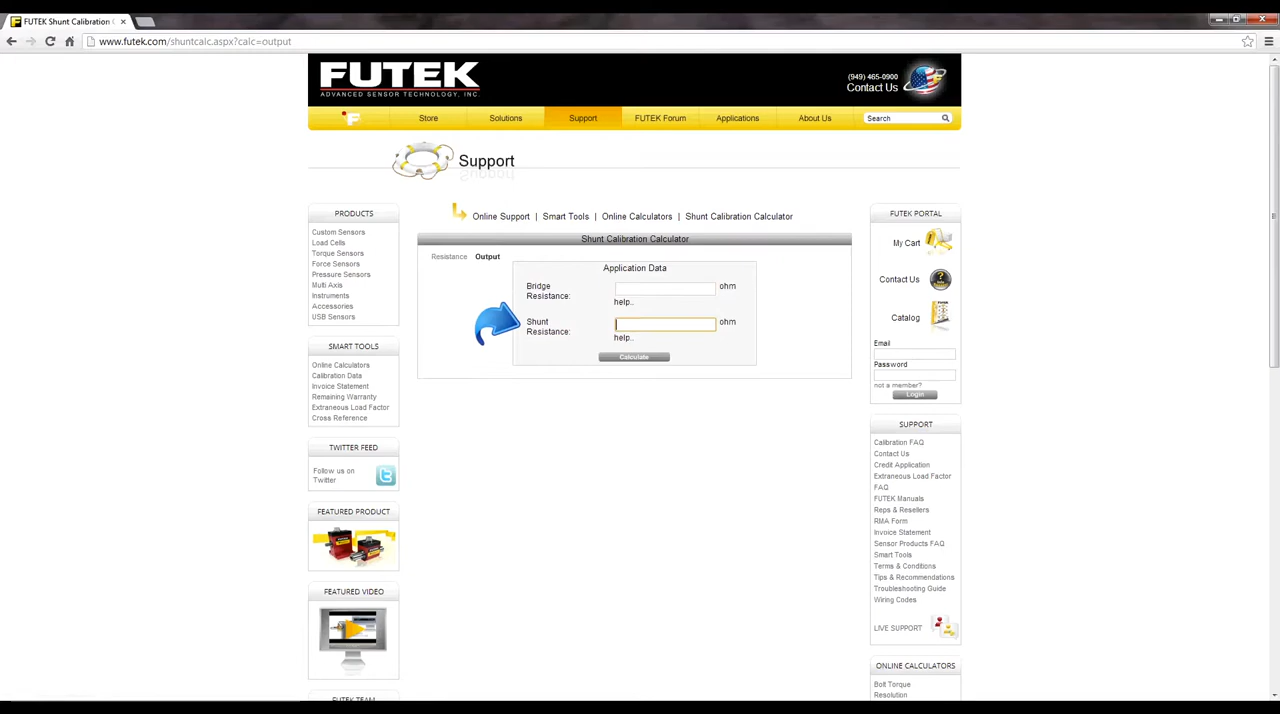 FUTEK Shunt Calibration
www.futek.com/shuntcalc.aspx?calc=output
FUTEK
ADVANCED SENSOR TECHNOLOGY, INC.
(949) 465-0900
Contact Us
Store
Solutions
Support
FUTEK Forum
Applications
About Us
Search
Support
PRODUCTS
Custom Sensors
Load Cells
Torque Sensors
Force Sensors
Pressure Sensors
Multi Axis
Instruments
Accessories
USB Sensors
SMART TOOLS
Online Calculators
Calibration Data
Invoice Statement
Remaining Warranty
Extraneous Load Factor
Cross Reference
TWITTER FEED
Follow us on
Twitter
FEATURED PRODUCT
FEATURED VIDEO
FUTEK TEAM
Online Support | Smart Tools | Online Calculators | Shunt Calibration Calculator
Shunt Calibration Calculator
Resistance Output
Application Data
Bridge
Resistance:
ohm
help..
Shunt
Resistance:
ohm
help..
Calculate
FUTEK PORTAL
My Cart
Contact Us
Catalog
Email
Password
not a member?
Login
SUPPORT
Calibration FAQ
Contact Us
Credit Application
Extraneous Load Factor
FAQ
FUTEK Manuals
Reps & Resellers
RMA Form
Invoice Statement
Sensor Products FAQ
Smart Tools
Terms & Conditions
Tips & Recommendations
Troubleshooting Guide
Wiring Codes
LIVE SUPPORT
ONLINE CALCULATORS
Bolt Torque
Resolution